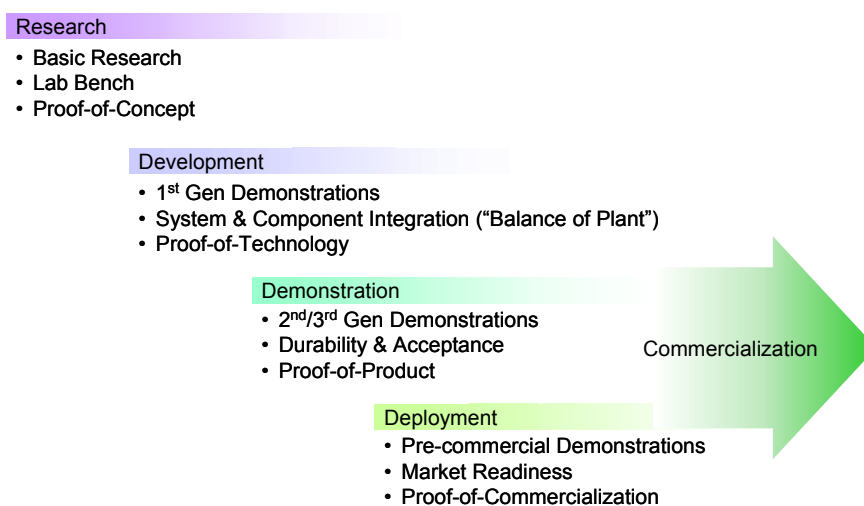 Research
• Basic Research
• Lab Bench
• Proof-of-Concept
Development
• 1st Gen Demonstrations
• System & Component Integration (“Balance of Plant”)
• Proof-of-Technology
Demonstration
• 2nd/3rd Gen Demonstrations
• Durability & Acceptance
• Proof-of-Product
Commercialization
Deployment
• Pre-commercial Demonstrations
• Market Readiness
• Proof-of-Commercialization